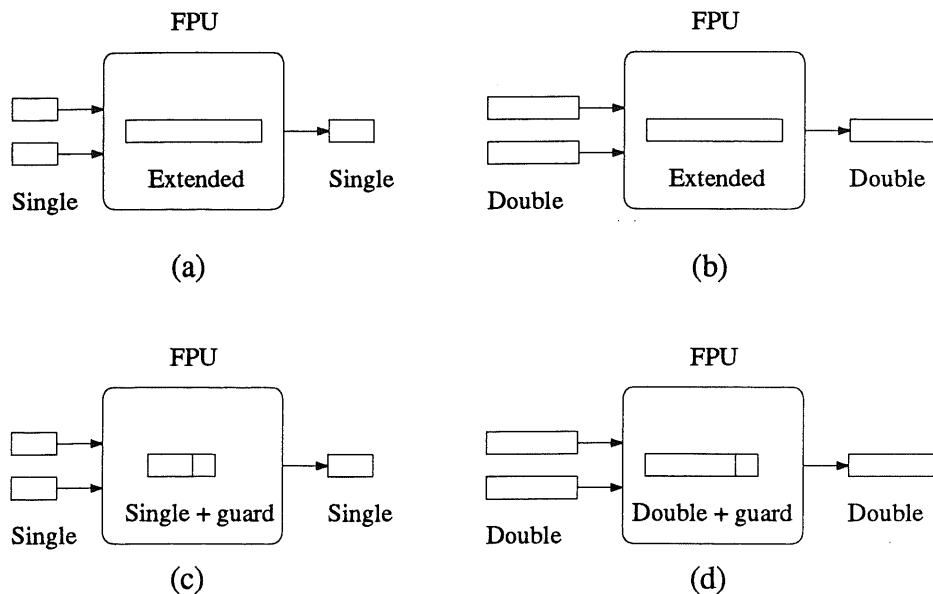 FPU
FPU
Extended
Extended
Single
Single
Double
Double
(a)
(b)
FPU
FPU
Single + guard
Single
Double + guard
Double
Single
Double
(c)
(d)